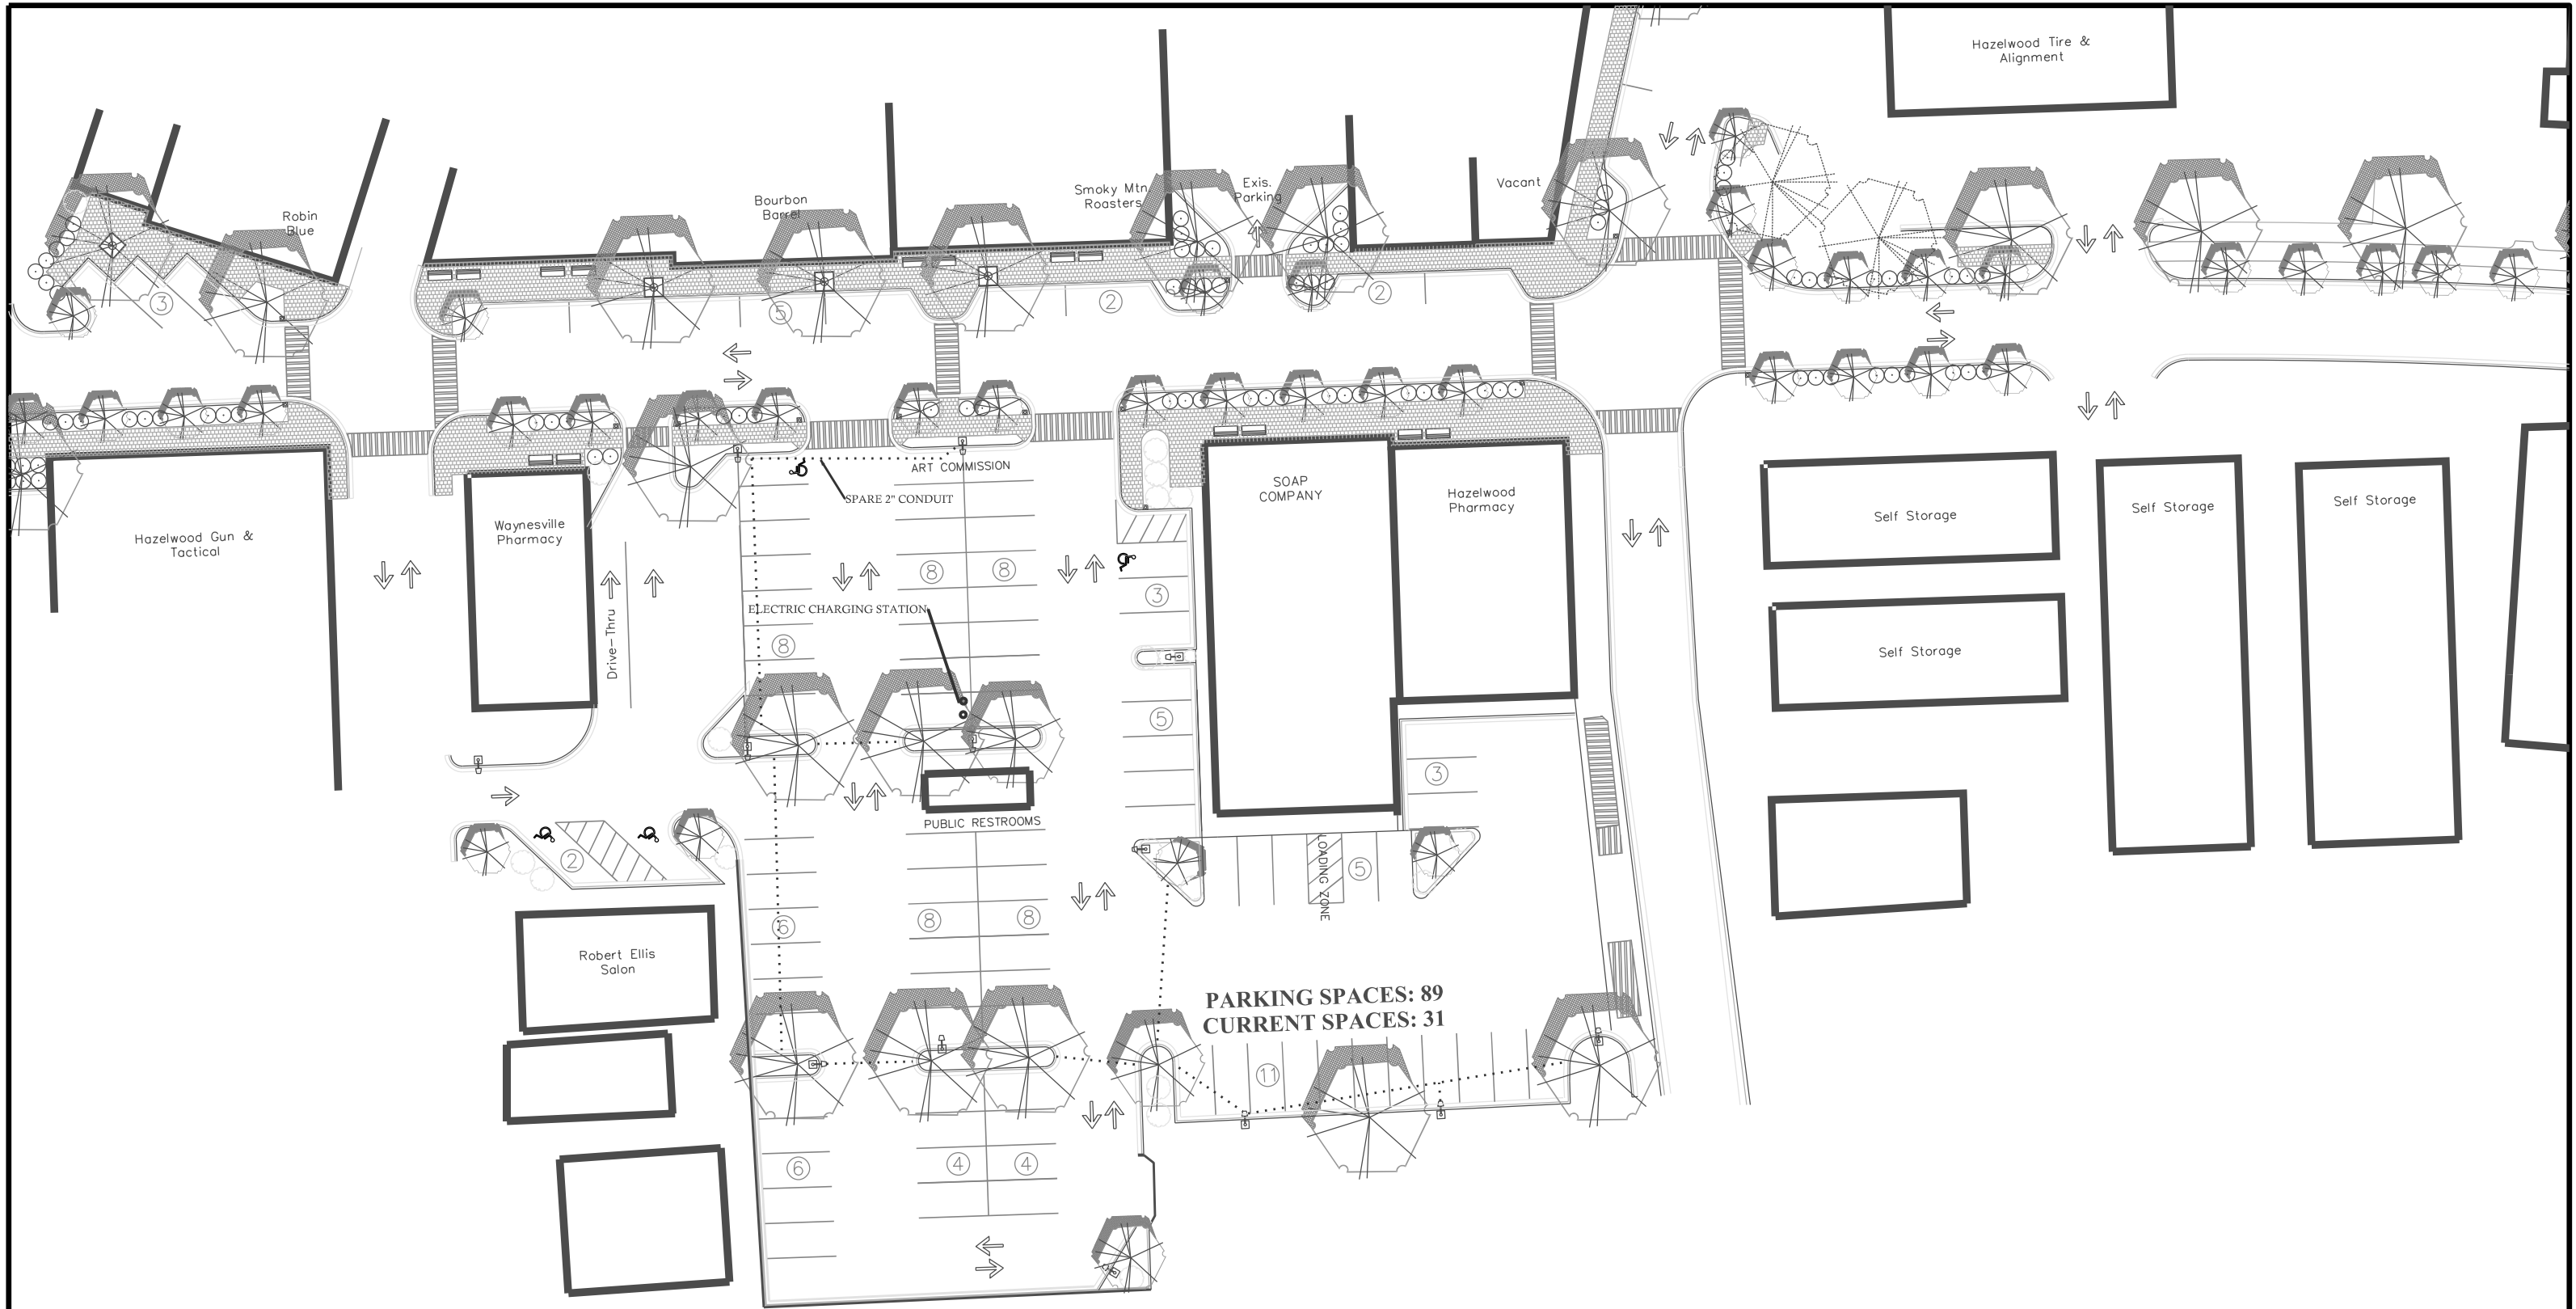 Hazelwood Tire &
Alignment
Robin
Blue
Bourbon
Barrel
Smoky Mtn.
Roasters
Exis.
Parking
Vacant
3
5
2
2
ART COMMISSION
SPARE 2" CONDUIT
SOAP
COMPANY
Hazelwood
Pharmacy
Self Storage
Self Storage
Self Storage
Hazelwood Gun &
Tactical
Waynesville
Pharmacy
Drive-Thru
8
8
3
ELECTRIC CHARGING STATION
8
Self Storage
5
3
PUBLIC RESTROOMS
2
LOADING ZONE
5
6
8
8
Robert Ellis
Salon
PARKING SPACES: 89
CURRENT SPACES: 31
11
6
4
4